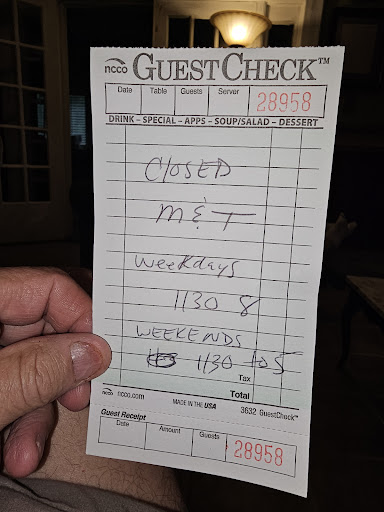 ncco GUESTCHECK™
Date Table Guests Server 28958
DRINK – SPECIAL – APPS – SOUP/SALAD – DESSERT
CLOSED
M & T
Weekdays
1130 8
WEEKENDS
1130 to 5
Tax
Total
ncco ncco.com MADE IN THE USA 3632 GuestCheck™
Guest Receipt
Date Amount Guests 28958